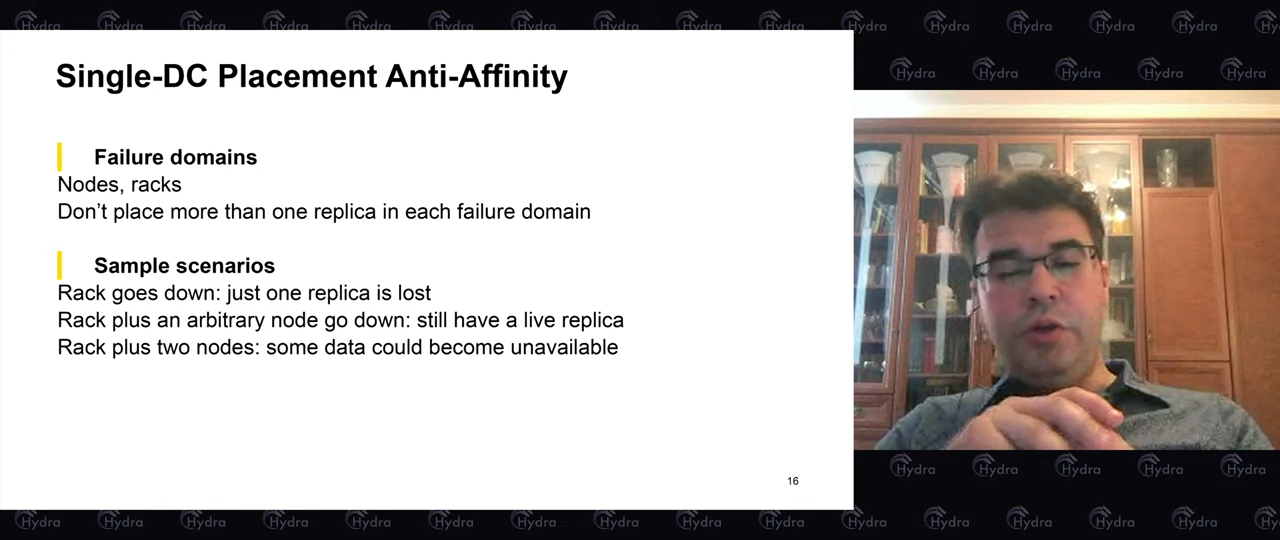 Single-DC Placement Anti-Affinity
Failure domains
Nodes, racks
Don’t place more than one replica in each failure domain
Sample scenarios
Rack goes down: just one replica is lost
Rack plus an arbitrary node go down: still have a live replica
Rack plus two nodes: some data could become unavailable
16
Hydra